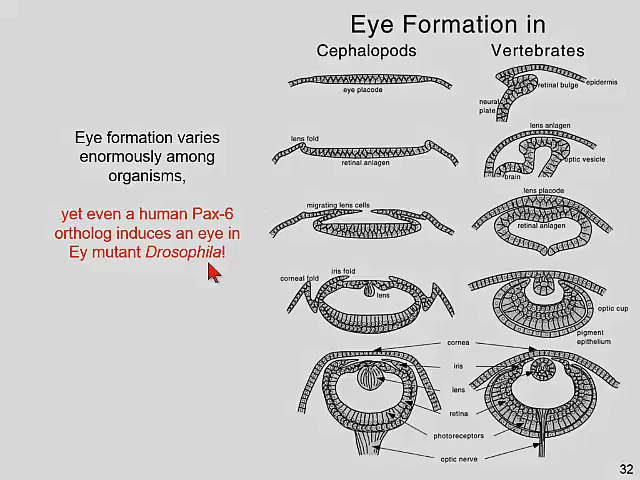 Eye Formation in
Cephalopods
Vertebrates
eye placode
epidermis
retinal bulge
neural
plate
Eye formation varies
enormously among
organisms,
yet even a human Pax-6
ortholog induces an eye in
Ey mutant Drosophila!
lens fold
retinal anlagen
lens anlagen
optic vesicle
brain
migrating lens cells
lens placode
retinal anlagen
corneal fold
iris fold
lens
optic cup
pigment
epithelium
cornea
iris
lens
retina
photoreceptors
optic nerve
32